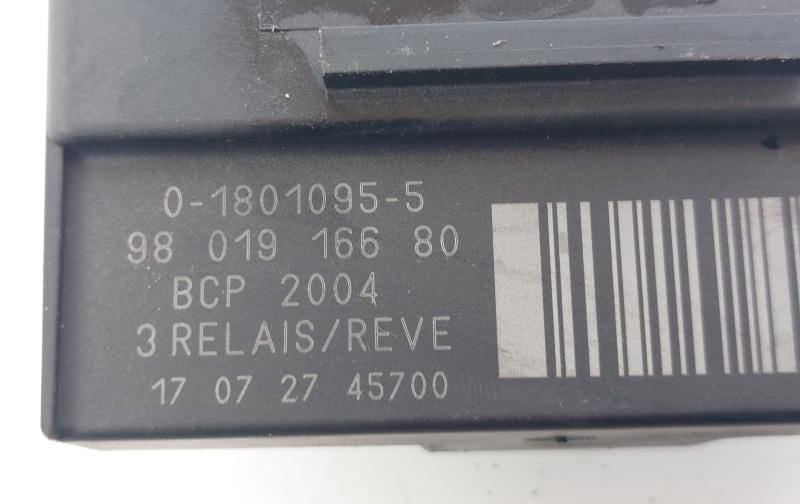 0-1801095-5
98 019 166 80
BCP 2004
3 RELAIS/REVE
17 07 27 45700